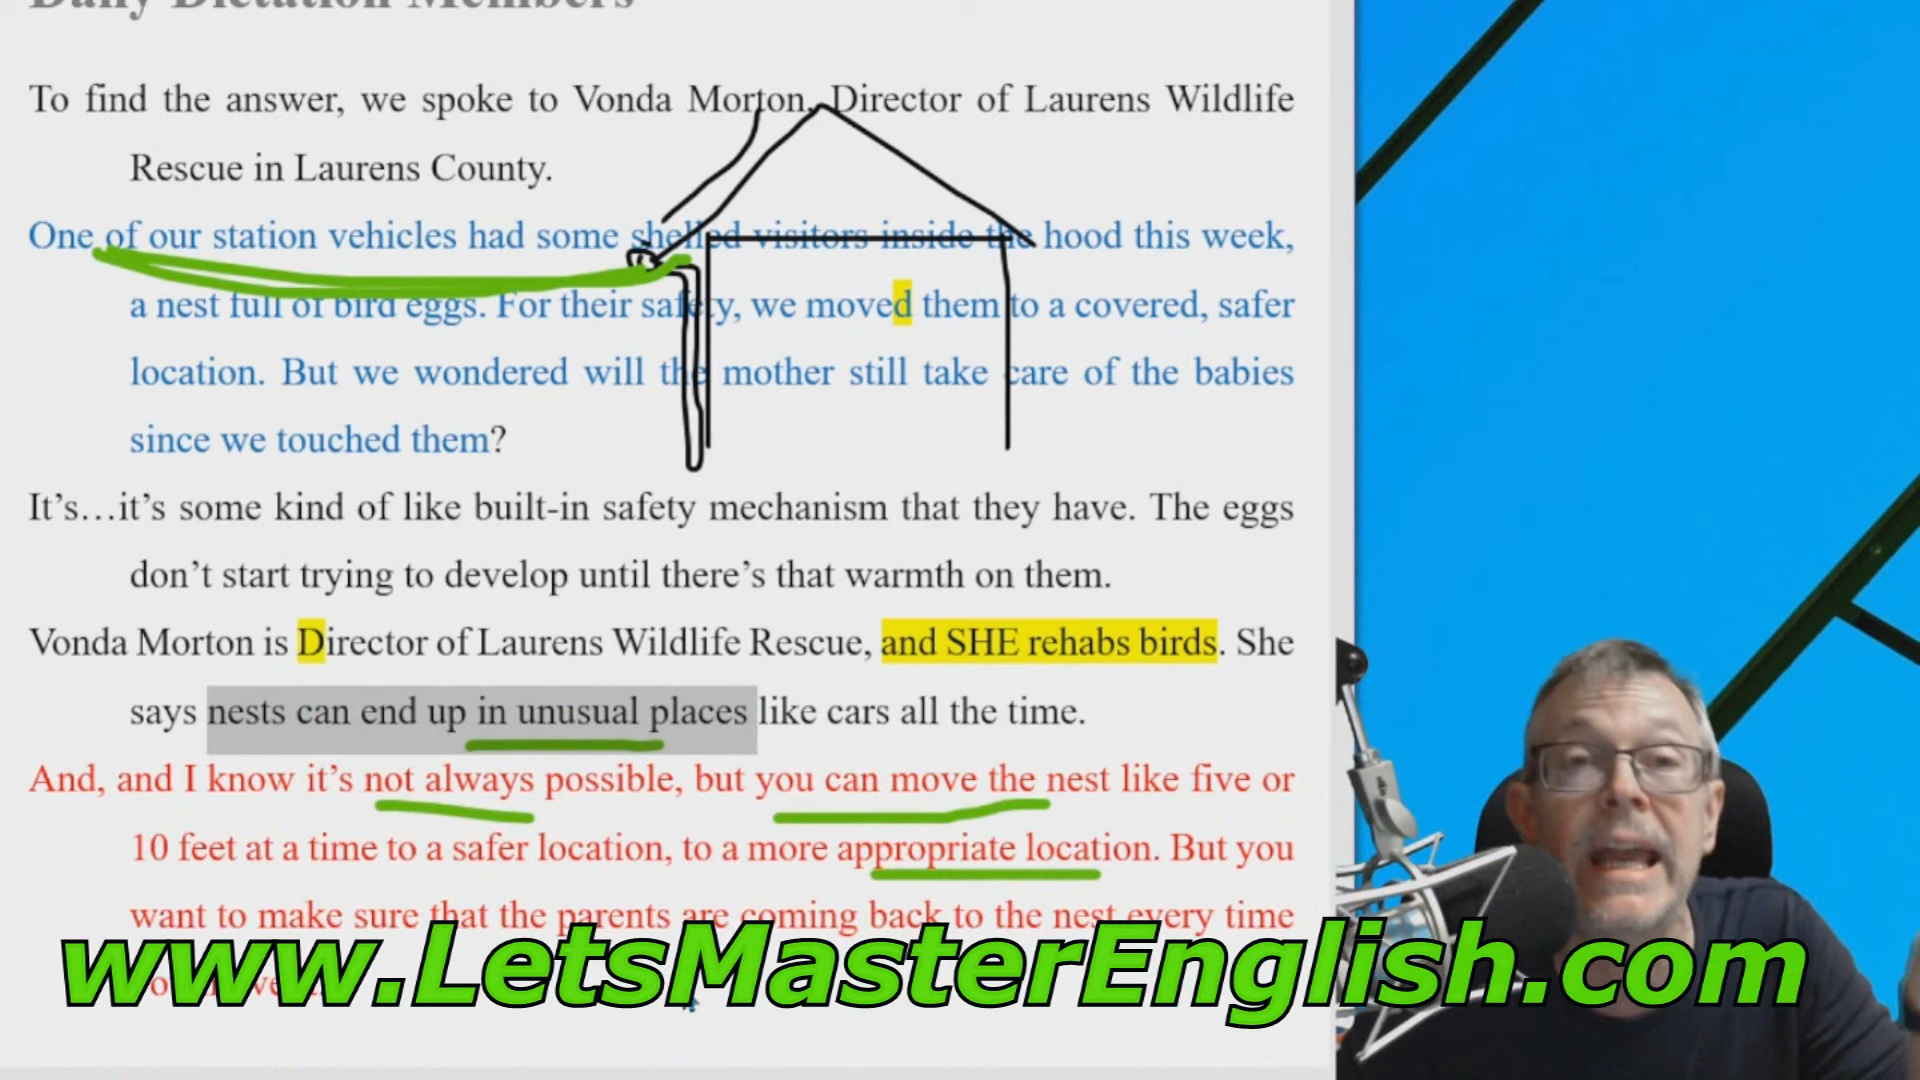 Daily Dictation Members
To find the answer, we spoke to Vonda Morton, Director of Laurens Wildlife
Rescue in Laurens County.
One of our station vehicles had some shelled visitors inside the hood this week,
a nest full of bird eggs. For their safety, we moved them to a covered, safer
location. But we wondered will the mother still take care of the babies
since we touched them?
It’s…it’s some kind of like built-in safety mechanism that they have. The eggs
don’t start trying to develop until there’s that warmth on them.
Vonda Morton is Director of Laurens Wildlife Rescue, and SHE rehabs birds. She
says nests can end up in unusual places like cars all the time.
And, and I know it’s not always possible, but you can move the nest like five or
10 feet at a time to a safer location, to a more appropriate location. But you
want to make sure that the parents are coming back to the nest every time
www.LetsMasterEnglish.com